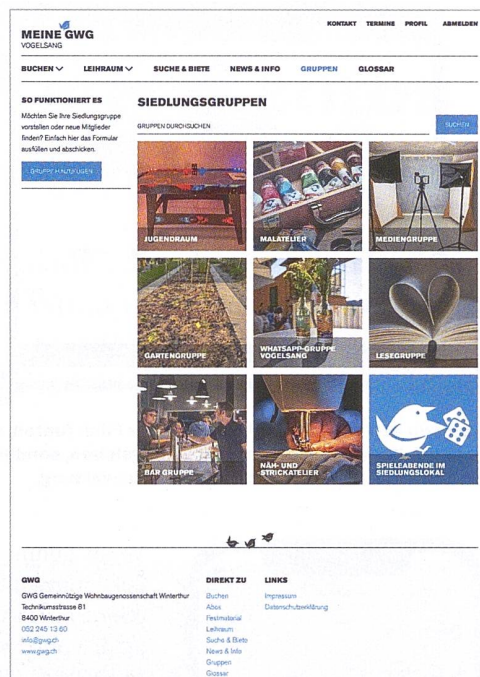 MEINE GWG
VOGELSANG
KONTAKT TERMINE PROFIL ABMELDEN
BUCHEN LEIHRAUM SUCHE & BIETE NEWS & INFO GRUPPEN GLOSSAR
SO FUNKTIONIERT ES
Möchten Sie Ihre Siedlungsgruppe
vorstellen oder neue Mitglieder
finden? Einfach hier das Formular
ausfüllen und abschicken.
GRUPPE HINZUFÜGEN
SIEDLUNGSGRUPPEN
GRUPPEN DURCHSUCHEN
SUCHEN
JUGENDRAUM
MALATELIER
MEDIENGRUPPE
GARTENGRUPPE
WHATSAPP-GRUPPE
VOGELSANG
LESEGRUPPE
BAR GRUPPE
NÄH- UND
-STRICKATELIER
SPIELEABENDE IM
SIEDLUNGSLOKAL
GWG
GWG Gemeinnützige Wohnbaugenossenschaft Winterthur
Technikumstrasse 81
8400 Winterthur
052 245 13 60
info@gwg.ch
www.gwg.ch
DIREKT ZU
Buchen
Abox
Festmaterial
Leihraum
Suche & Biete
News & Info
Gruppen
Glossar
LINKS
Impressum
Datenschutzerklärung